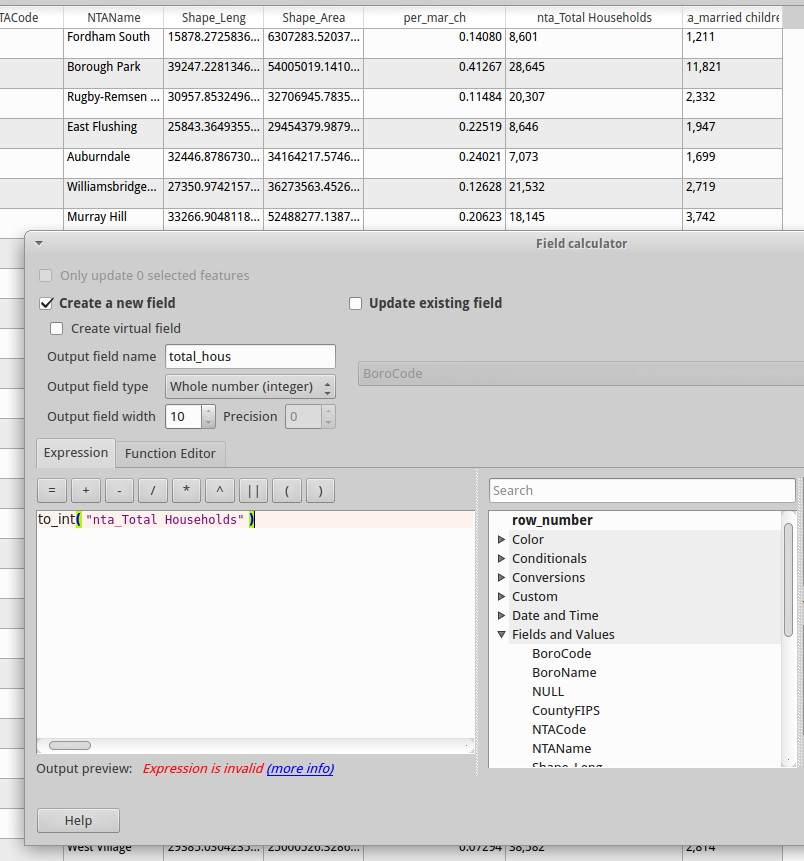 TACode NTAName Shape_Leng Shape_Area per_mar_ch nta_Total Households a_married childre
Fordham South 15878.2725836... 6307283.52037... 0.14080 8,601 1,211
Borough Park 39247.2281346... 54005019.1410... 0.41267 28,645 11,821
Rugby-Remsen ... 30957.8532496... 32706945.7835... 0.11484 20,307 2,332
East Flushing 25843.3649355... 29454379.9879... 0.22519 8,646 1,947
Auburndale 32446.8786730... 34164217.5746... 0.24021 7,073 1,699
Williamsbridge... 27350.9742157... 36273563.4526... 0.12628 21,532 2,719
Murray Hill 33266.9048118... 52488277.1387... 0.20623 18,145 3,742
Field calculator
Only update 0 selected features
Create a new field
Update existing field
Create virtual field
Output field name total_hous
Output field type Whole number (integer)
BoroCode
Output field width 10 Precision 0
Expression Function Editor
= + - / * ^ || ( )
Search
to_int( "nta_Total Households" )
row_number
Color
Conditionals
Conversions
Custom
Date and Time
Fields and Values
BoroCode
BoroName
NULL
CountyFIPS
NTACode
NTAName
Shape_Leng
Output preview: Expression is invalid (more info)
Help
West Village 29385.0304235... 25000526.3286... 0.07294 38,582 2,814